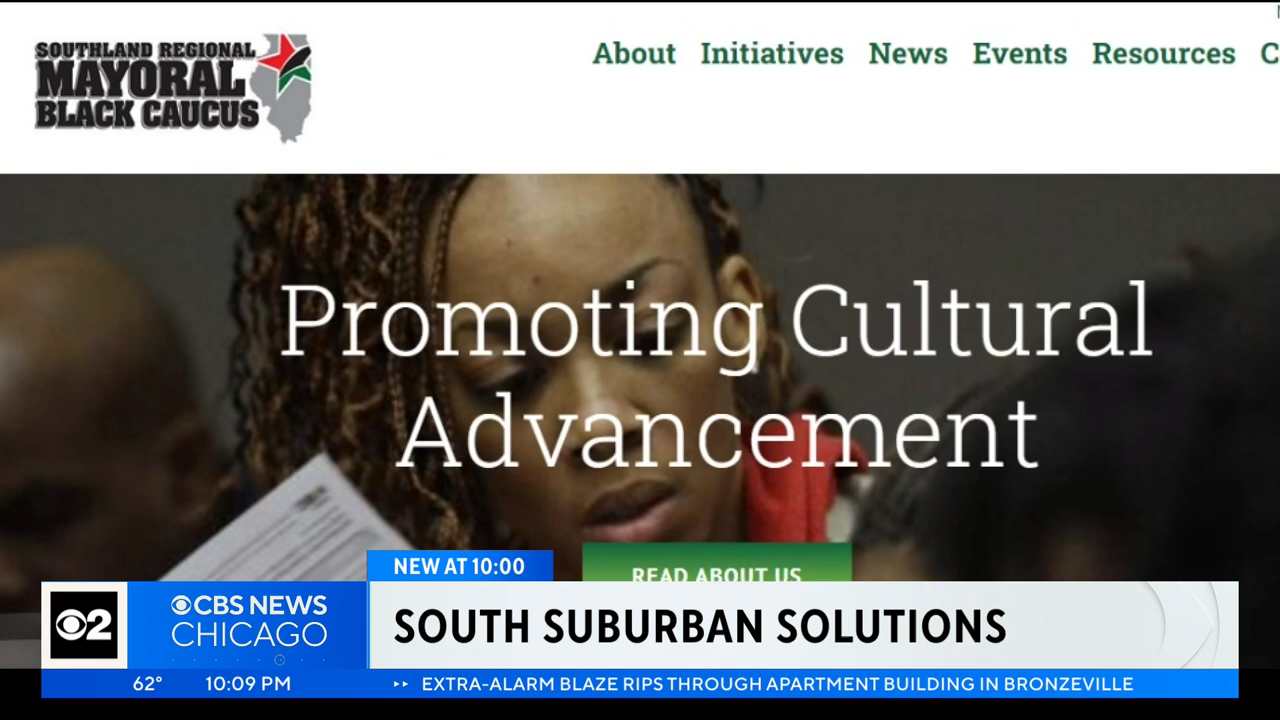 SOUTHLAND REGIONAL
MAYORAL
BLACK CAUCUS
About Initiatives News Events Resources
Promoting Cultural
Advancement
READ ABOUT US
NEW AT 10:00
2
CBS NEWS
CHICAGO
SOUTH SUBURBAN SOLUTIONS
62° 10:09 PM EXTRA-ALARM BLAZE RIPS THROUGH APARTMENT BUILDING IN BRONZEVILLE